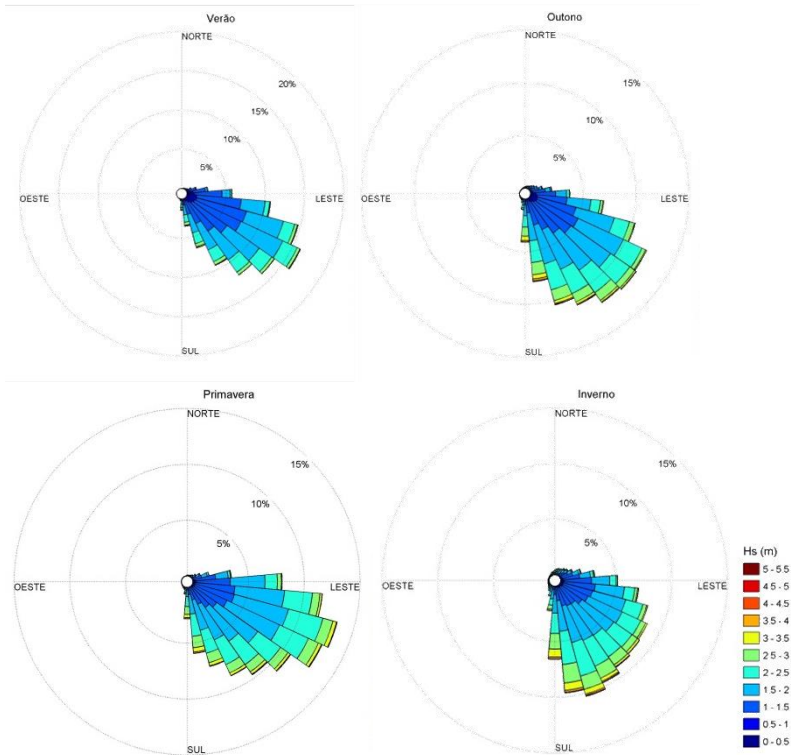 Verão
NORTE
20%
15%
10%
5%
OESTE
LESTE
SUL
Outono
NORTE
15%
10%
5%
OESTE
LESTE
SUL
Primavera
NORTE
15%
10%
5%
OESTE
LESTE
SUL
Inverno
NORTE
15%
10%
5%
OESTE
LESTE
SUL
Hs (m)
5 - 5.5
4.5 - 5
4 - 4.5
3.5 - 4
3 - 3.5
2.5 - 3
2 - 2.5
1.5 - 2
1 - 1.5
0.5 - 1
0 - 0.5